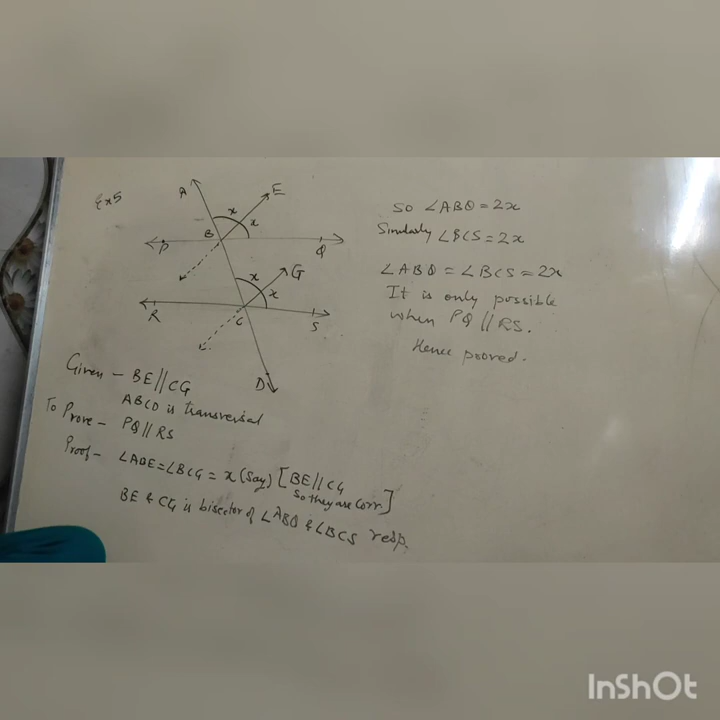 Ex5
A
E
x
x
B
P
Q
x
G
x
R
C
S
D
Given - BE || CG
ABCD is transversal
To Prove - PQ || RS
Proof - ∠ABE = ∠BCG = x (Say) [BE || CG
So they are Corr]
BE & CG is bisector of ∠ABQ & ∠BCS resp.
So ∠ABQ = 2x
Similarly ∠BCS = 2x
∠ABQ = ∠BCS = 2x
It is only possible
when PQ || RS.
Hence proved.
InShOt